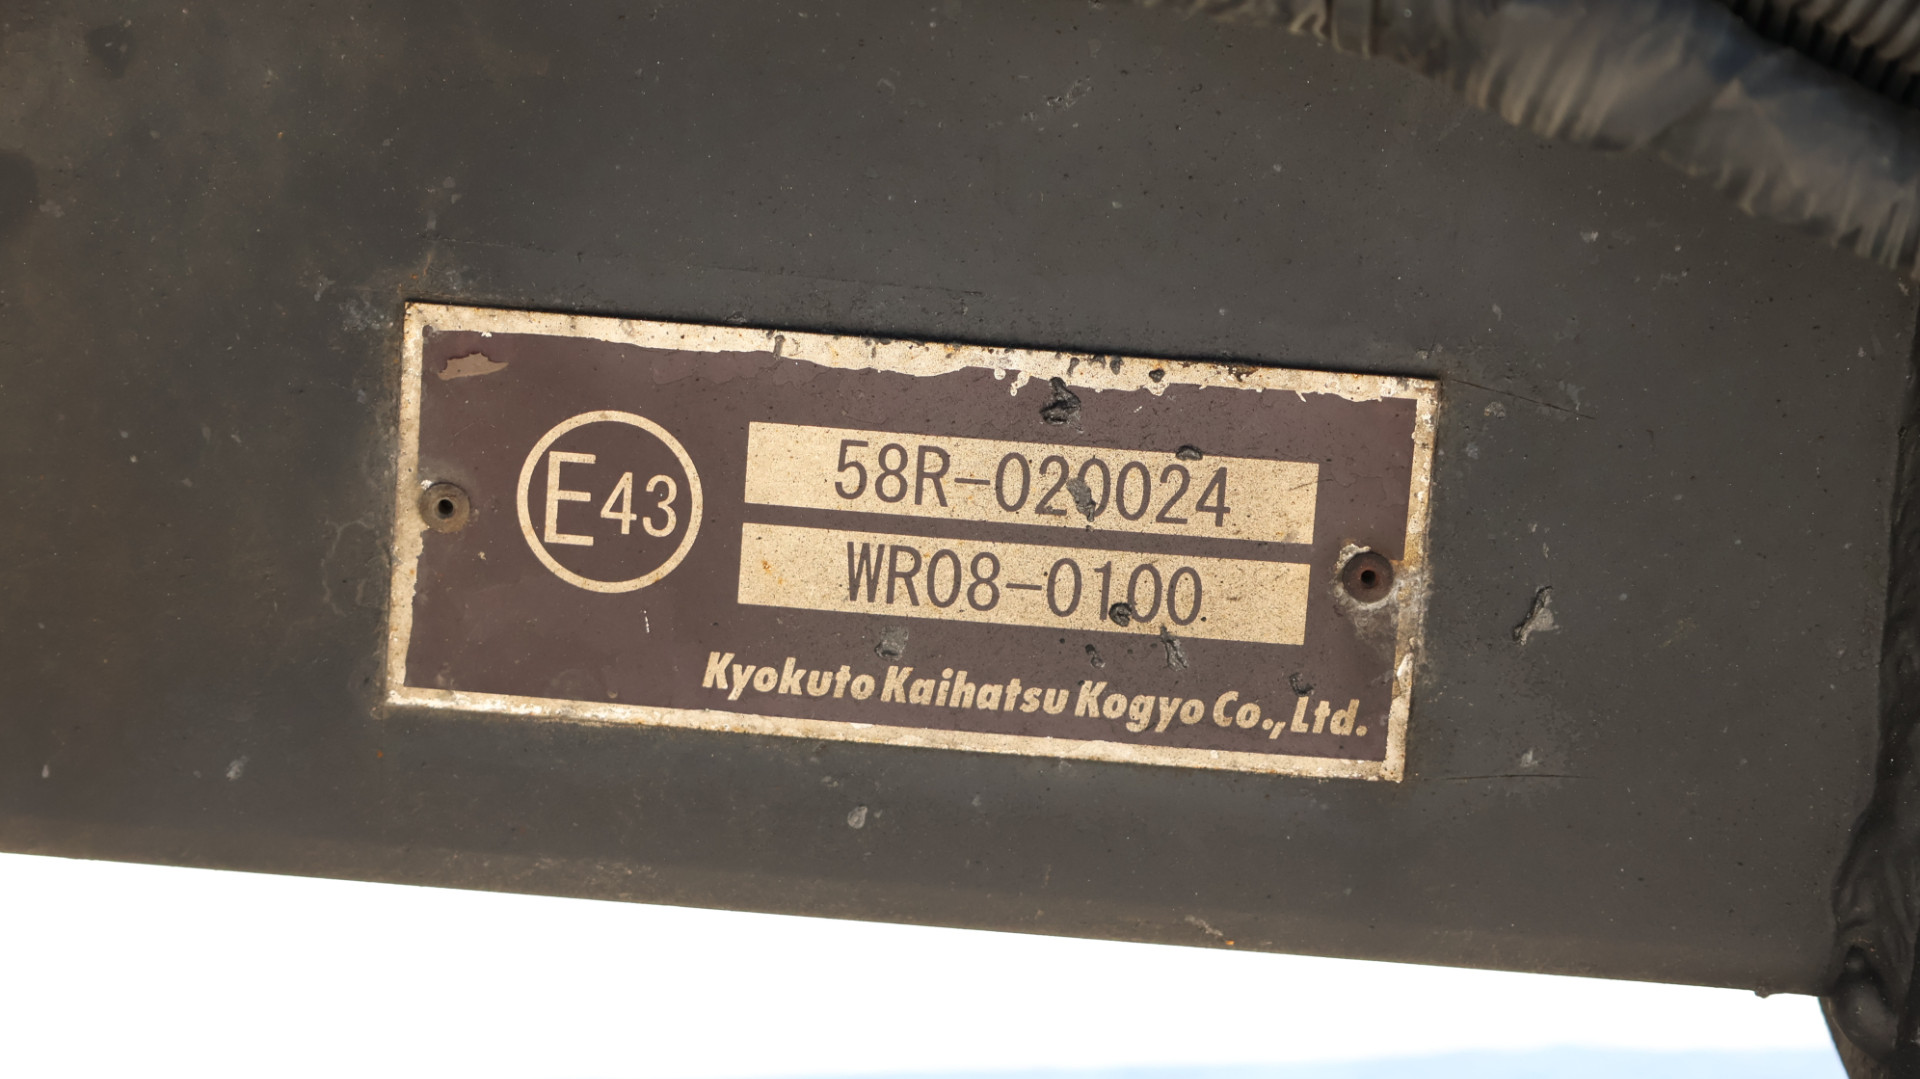 E43
58R-020024
WR08-0100
Kyokuto Kaihatsu Kogyo Co., Ltd.